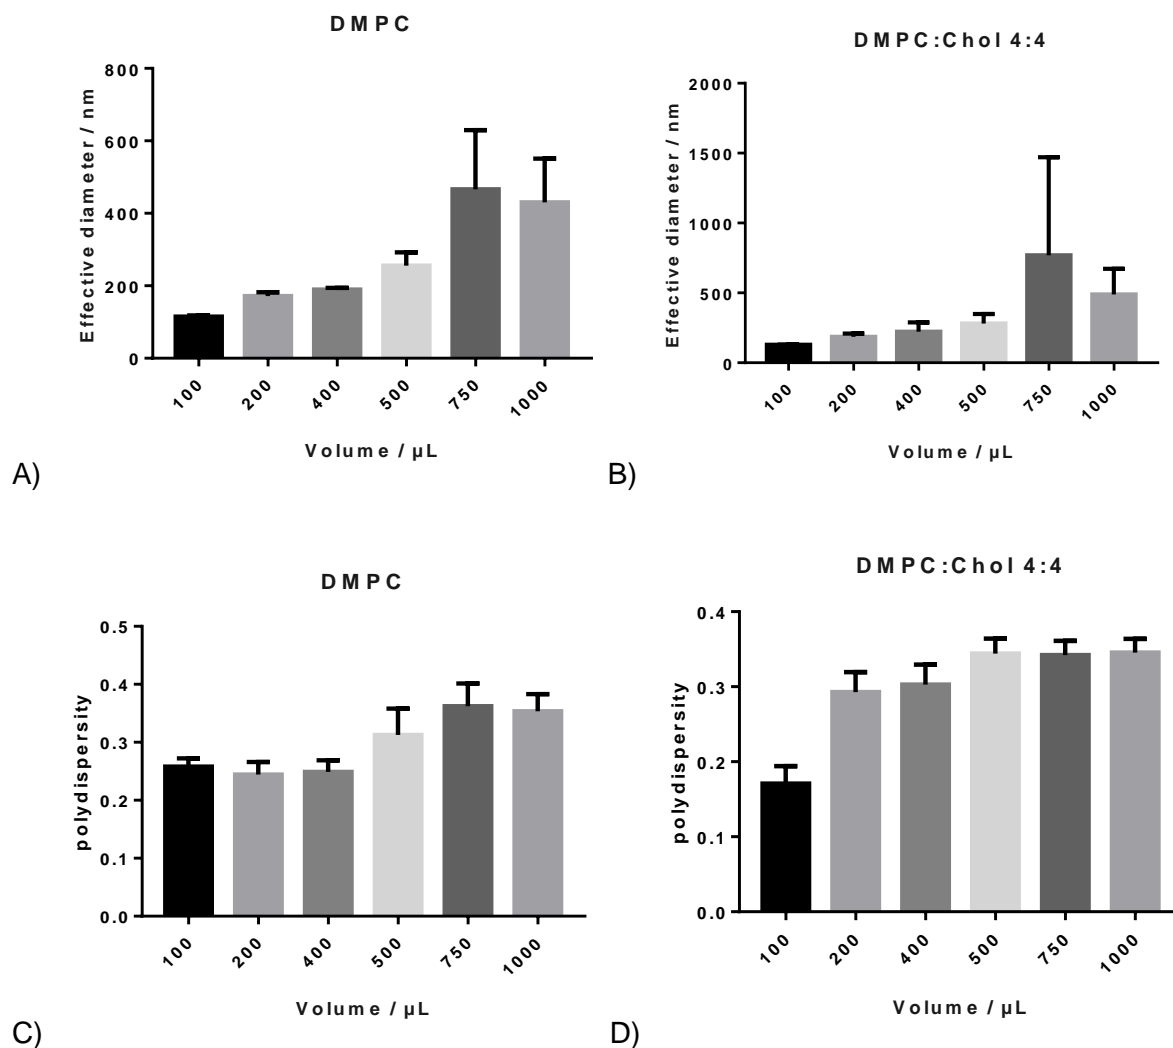 DMPC
800
600
400
200
0
Effective diameter / nm
100
200
400
500
750
1000
Volume / µL
A)
DMPC:Chol 4:4
2000
1500
1000
500
0
Effective diameter / nm
100
200
400
500
750
1000
Volume / µL
B)
DMPC
0.5
0.4
0.3
0.2
0.1
0.0
polydispersity
100
200
400
500
750
1000
Volume / µL
C)
DMPC:Chol 4:4
0.4
0.3
0.2
0.1
0.0
polydispersity
100
200
400
500
750
1000
Volume / µL
D)